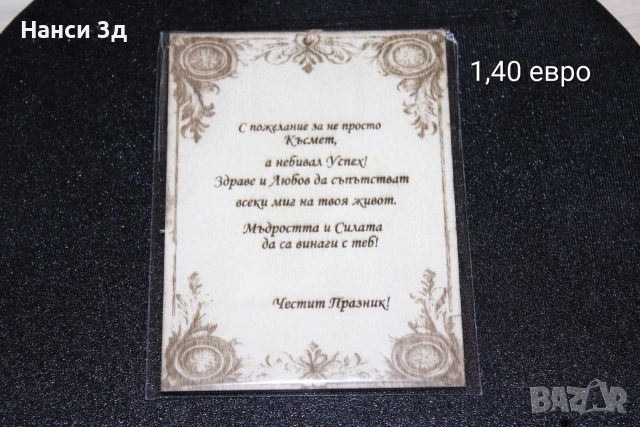 Нанси 3д
1,40 евро
С пожелание за не просто
Късмет,
а небивал Успех!
Здраве и Любов да съпътстват
всеки миг на твоя живот.
Мъдростта и Силата
да са винаги с теб!
Честит Празник!
BAZAR